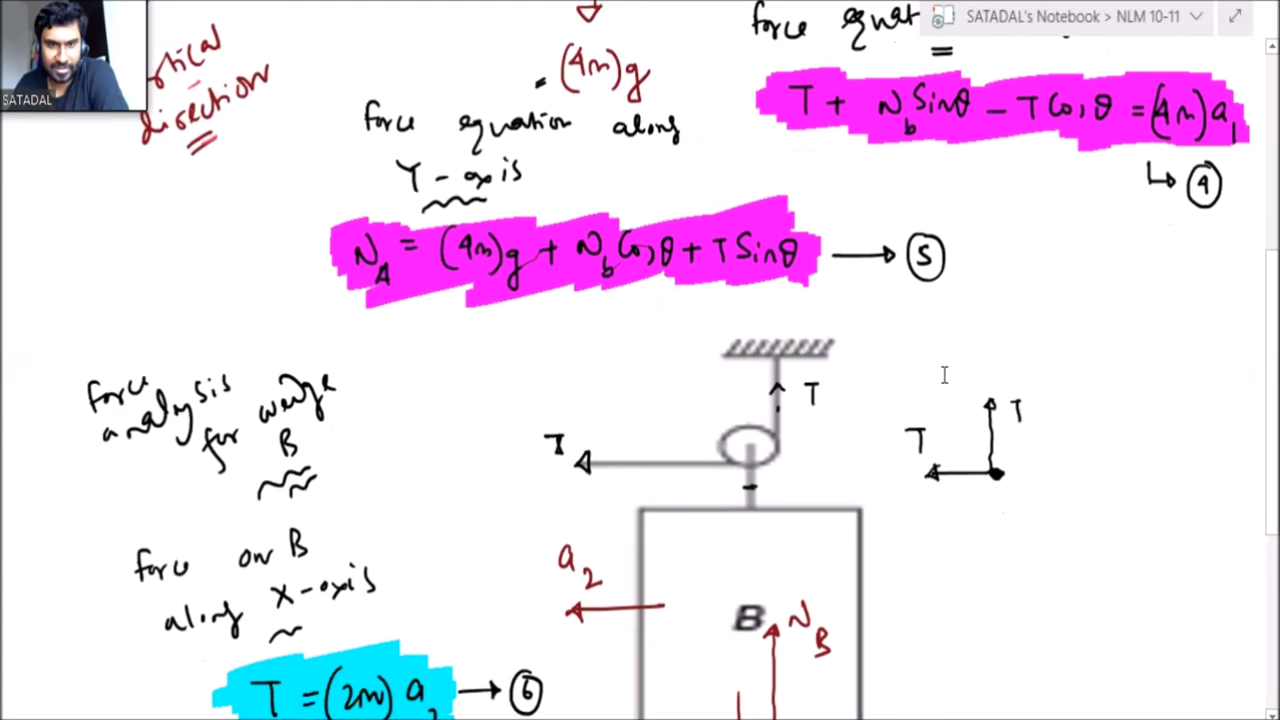 SATADAL's Notebook > NLM 10-11
SATADAL
rtical
direction
(4m)g
force equation along
Y-axis
N_A = (4m)g + N_b Cosθ + T Sinθ → 5
force equat
T + N_b Sinθ - T Cosθ = (4m)a_1
↳ 4
force
analysis
for wedge
B
force on B
along X-axis
T = (2m) a_2 → 6
T
T
T
T
a_2
B
N_B